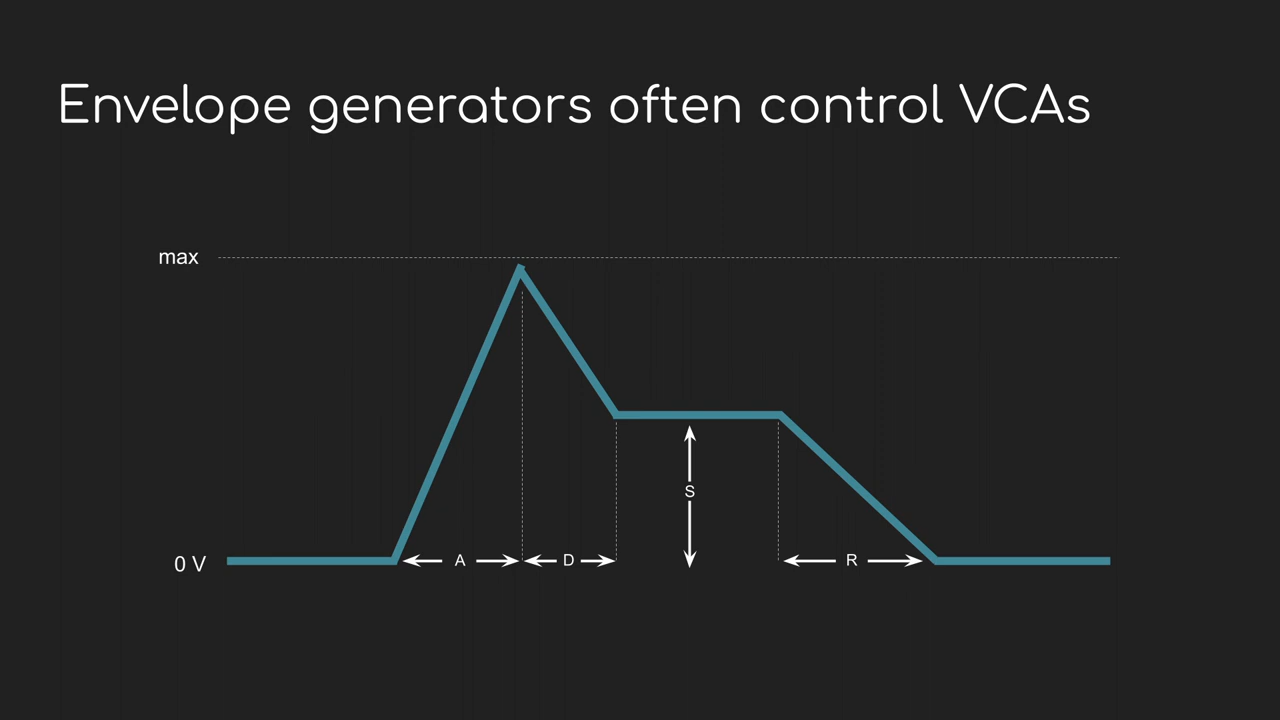 Envelope generators often control VCAs
max
S
0 V
A
D
R